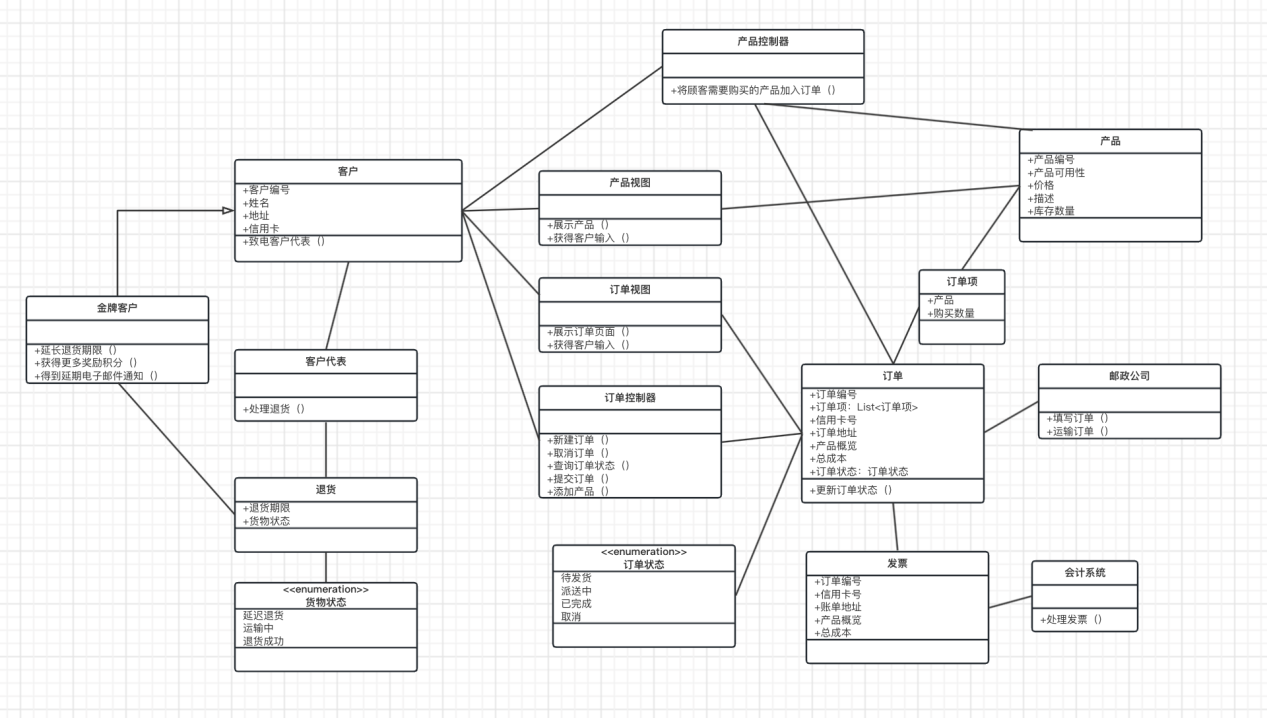 产品控制器
+将顾客需要购买的产品加入订单（）
产品
+产品编号
+产品可用性
+价格
+描述
+库存数量
客户
+客户编号
+姓名
+地址
+信用卡
+致电客户代表（）
产品视图
+展示产品（）
+获得客户输入（）
订单视图
+展示订单页面（）
+获得客户输入（）
订单项
+产品
+购买数量
金牌客户
+延长退货期限（）
+获得更多奖励积分（）
+得到延期电子邮件通知（）
客户代表
+处理退货（）
订单控制器
+新建订单（）
+取消订单（）
+查询订单状态（）
+提交订单（）
+添加产品（）
订单
+订单编号
+订单项：List<订单项>
+信用卡号
+订单地址
+产品概览
+总成本
+订单状态：订单状态
+更新订单状态（）
邮政公司
+填写订单（）
+运输订单（）
退货
+退货期限
+货物状态
<<enumeration>>
货物状态
延迟退货
运输中
退货成功
<<enumeration>>
订单状态
待发货
派送中
已完成
取消
发票
+订单编号
+信用卡号
+账单地址
+产品概览
+总成本
会计系统
+处理发票（）